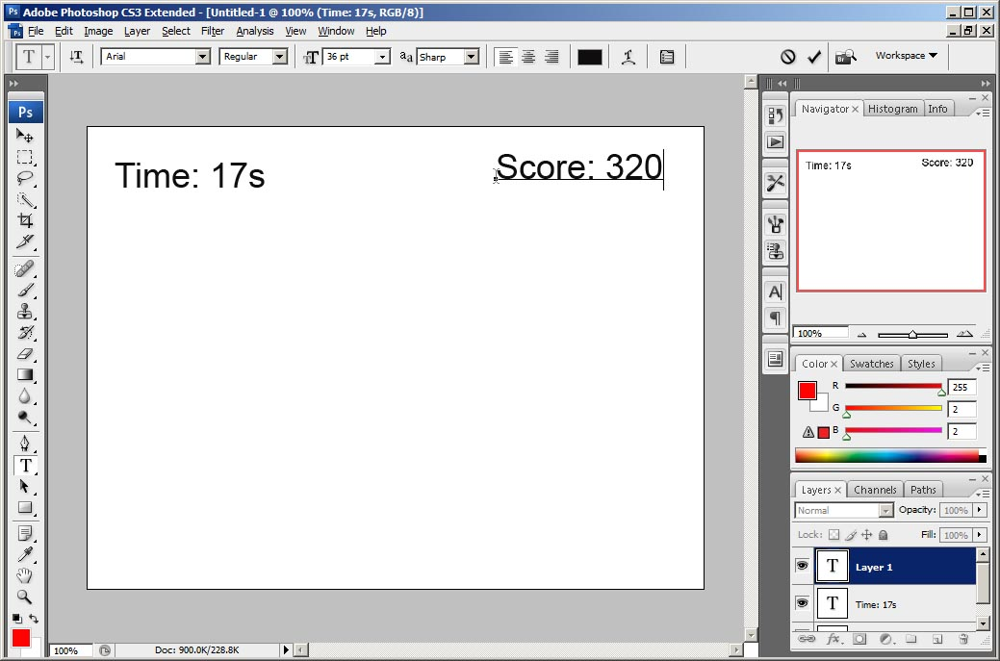 Adobe Photoshop CS3 Extended - [Untitled-1 @ 100% (Time: 17s, RGB/8)]
File Edit Image Layer Select Filter Analysis View Window Help
T Arial Regular 36 pt Sharp Workspace
Ps
Navigator Histogram Info
Time: 17s Score: 320
Time: 17s Score: 320
100%
Color Swatches Styles
R 255
G 2
B 2
Layers Channels Paths
Normal Opacity: 100%
Lock: Fill: 100%
T Layer 1
T Time: 17s
100% Doc: 900.0K/228.8K